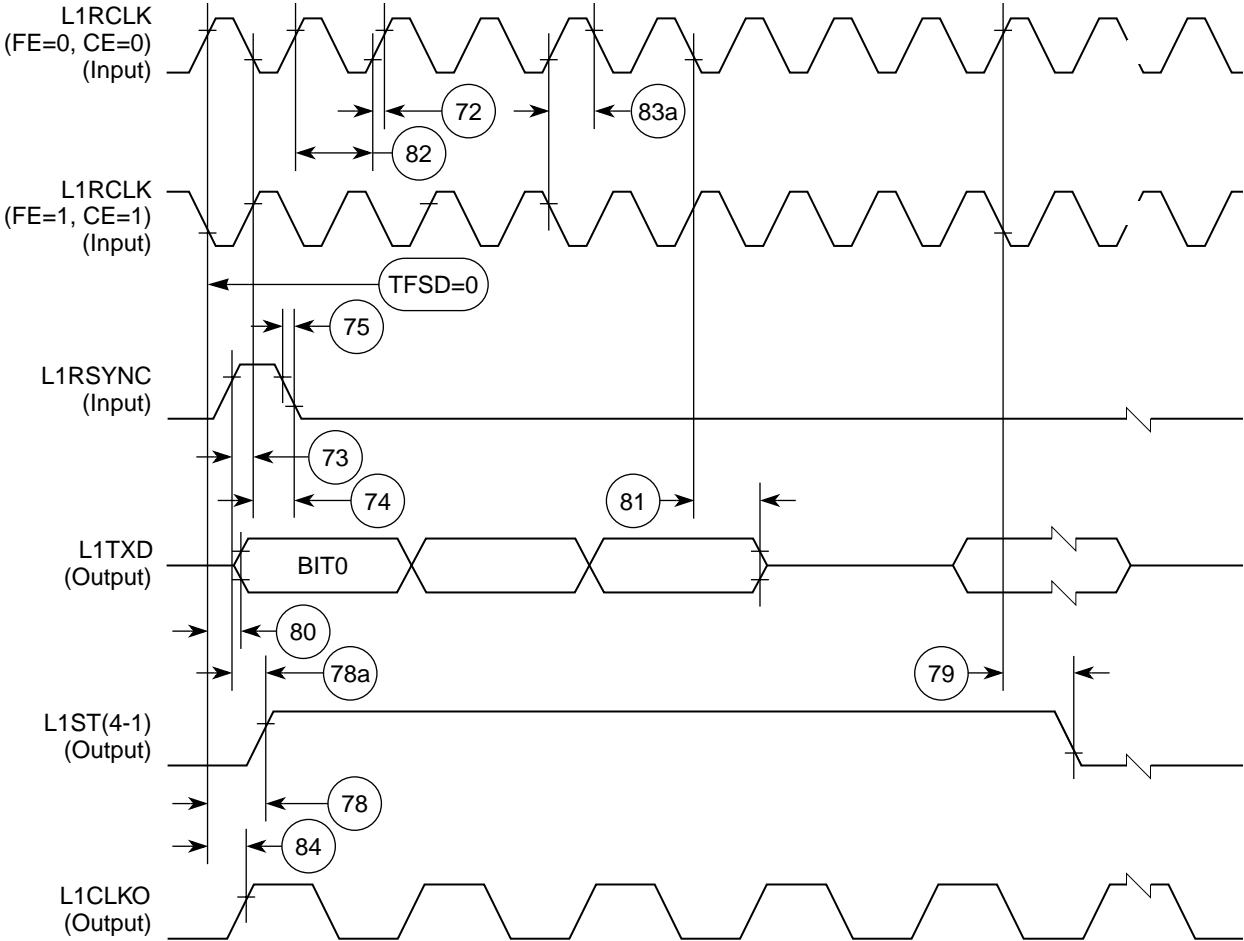 L1RCLK
(FE=0, CE=0)
(Input)
72
83a
82
L1RCLK
(FE=1, CE=1)
(Input)
TFSD=0
75
L1RSYNC
(Input)
73
74
81
L1TXD
(Output)
BIT0
80
78a
79
L1ST(4-1)
(Output)
78
84
L1CLKO
(Output)